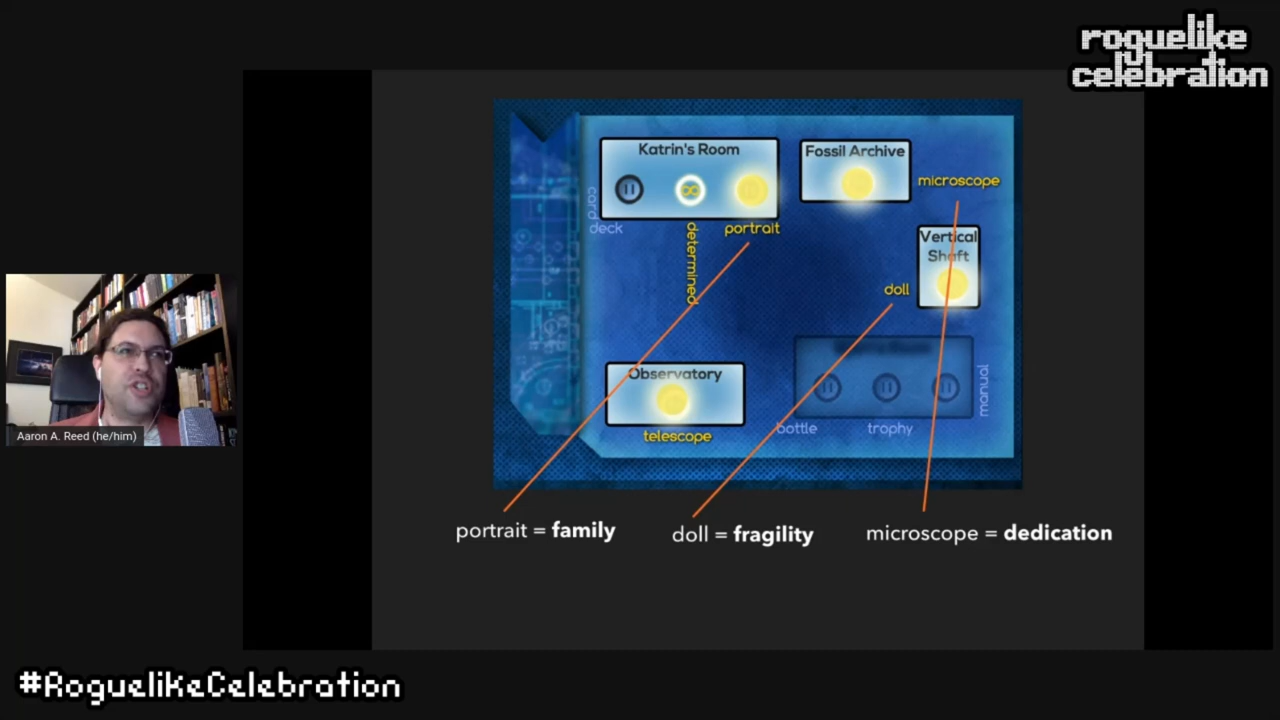 roguelike
celebration
Katrin's Room
Fossil Archive
microscope
card
deck
determined
portrait
Vertical
Shaft
doll
Observatory
telescope
bottle
trophy
manual
portrait = family
doll = fragility
microscope = dedication
Aaron A. Reed (he/him)
#RoguelikeCelebration